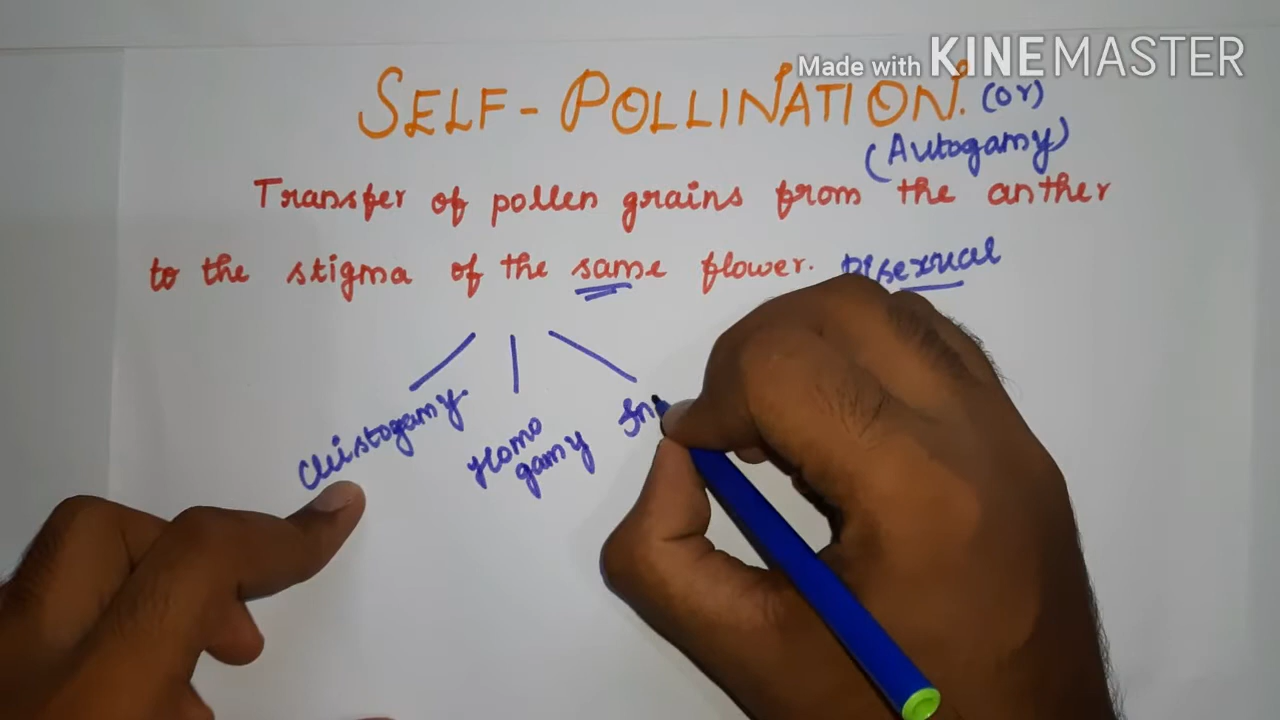 Made with KINEMASTER
SELF-POLLINATION. (or)
(Autogamy)
Transfer of pollen grains from the anther
to the stigma of the same flower. Bisexual
Cleistogamy
Homo
gamy
In